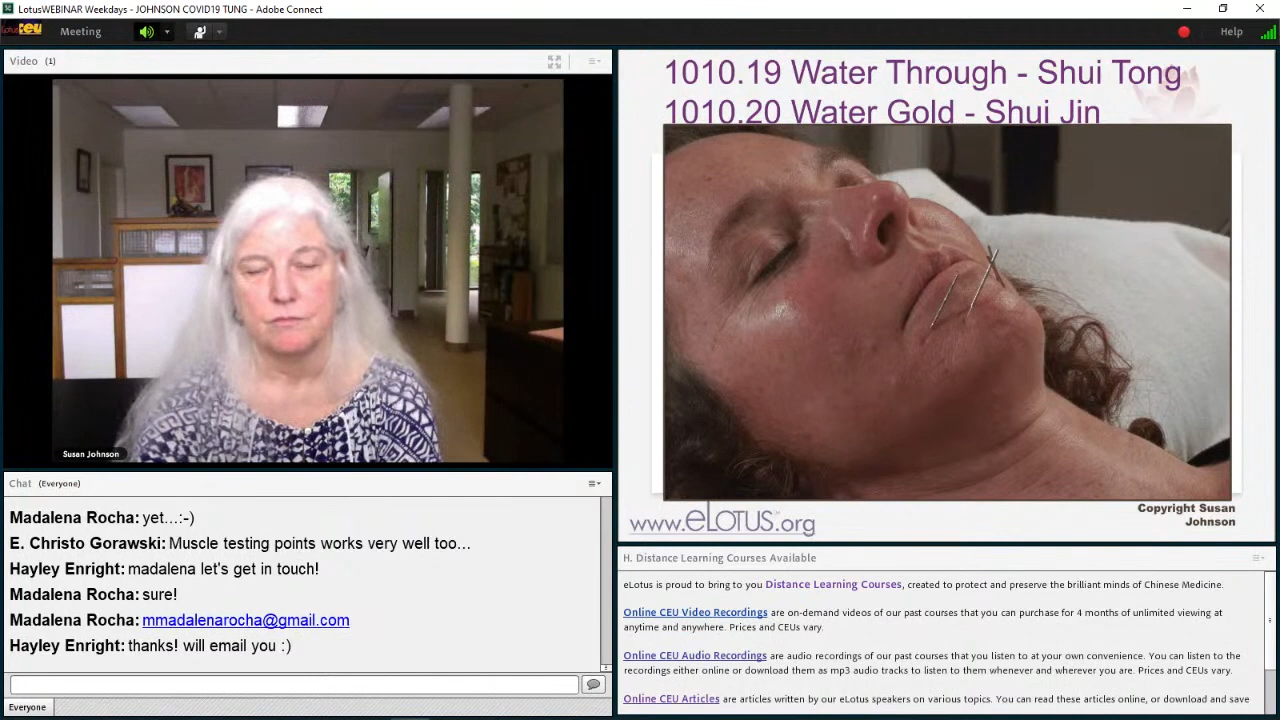 LotusWEBINAR Weekdays - JOHNSON COVID19 TUNG - Adobe Connect
Meeting
Help
Video (1)
Susan Johnson
1010.19 Water Through - Shui Tong
1010.20 Water Gold - Shui Jin
www.eLOTUS.org
Copyright Susan
Johnson
Chat (Everyone)
Madalena Rocha: yet...:-)
E. Christo Gorawski: Muscle testing points works very well too...
Hayley Enright: madalena let's get in touch!
Madalena Rocha: sure!
Madalena Rocha: mmadalenarocha@gmail.com
Hayley Enright: thanks! will email you :)
Everyone
H. Distance Learning Courses Available
eLotus is proud to bring to you Distance Learning Courses, created to protect and preserve the brilliant minds of Chinese Medicine.
Online CEU Video Recordings are on-demand videos of our past courses that you can purchase for 4 months of unlimited viewing at
anytime and anywhere. Prices and CEUs vary.
Online CEU Audio Recordings are audio recordings of our past courses that you listen to at your own convenience. You can listen to the
recordings either online or download them as mp3 audio tracks to listen to them whenever and wherever you are. Prices and CEUs vary.
Online CEU Articles are articles written by our eLotus speakers on various topics. You can read these articles online, or download and save